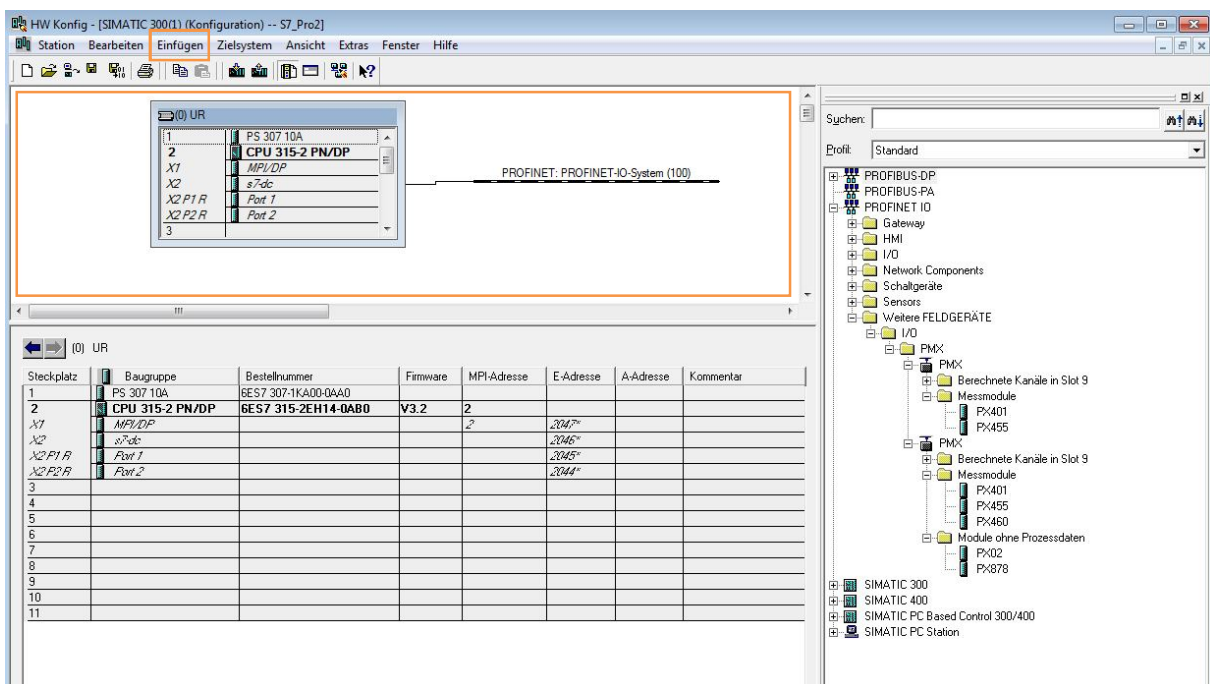 HW Konfig - [SIMATIC 300(1) (Konfiguration) -- S7_Pro2]
Station Bearbeiten Einfügen Zielsystem Ansicht Extras Fenster Hilfe
(0) UR
1 PS 307 10A
2 CPU 315-2 PN/DP
X1 MPI/DP
X2 s7-dc
X2 P1 R Port 1
X2 P2 R Port 2
3
PROFINET: PROFINET-IO-System (100)
(0) UR
Steckplatz Baugruppe Bestellnummer Firmware MPI-Adresse E-Adresse A-Adresse Kommentar
1 PS 307 10A 6ES7 307-1KA00-0AA0
2 CPU 315-2 PN/DP 6ES7 315-2EH14-0AB0 V3.2 2
X1 MPI/DP 2 2047*
X2 s7-dc 2046*
X2 P1 R Port 1 2045*
X2 P2 R Port 2 2044*
3
4
5
6
7
8
9
10
11
Suchen:
Profil: Standard
PROFIBUS-DP
PROFIBUS-PA
PROFINET IO
Gateway
HMI
I/O
Network Components
Schaltgeräte
Sensors
Weitere FELDGERÄTE
I/O
PMX
PMX
Berechnete Kanäle in Slot 9
Messmodule
PX401
PX455
PMX
Berechnete Kanäle in Slot 9
Messmodule
PX401
PX455
PX460
Module ohne Prozessdaten
PX02
PX878
SIMATIC 300
SIMATIC 400
SIMATIC PC Based Control 300/400
SIMATIC PC Station